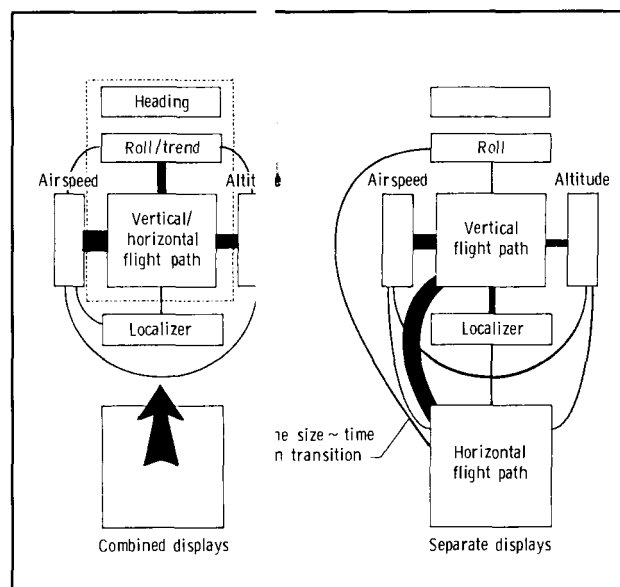 Heading
Roll/trend
Airspeed
Vertical/
horizontal
flight path
Localizer
Combined displays
Roll
Airspeed
Altitude
Vertical
flight path
Localizer
size ~ time
transition
Horizontal
flight path
Separate displays